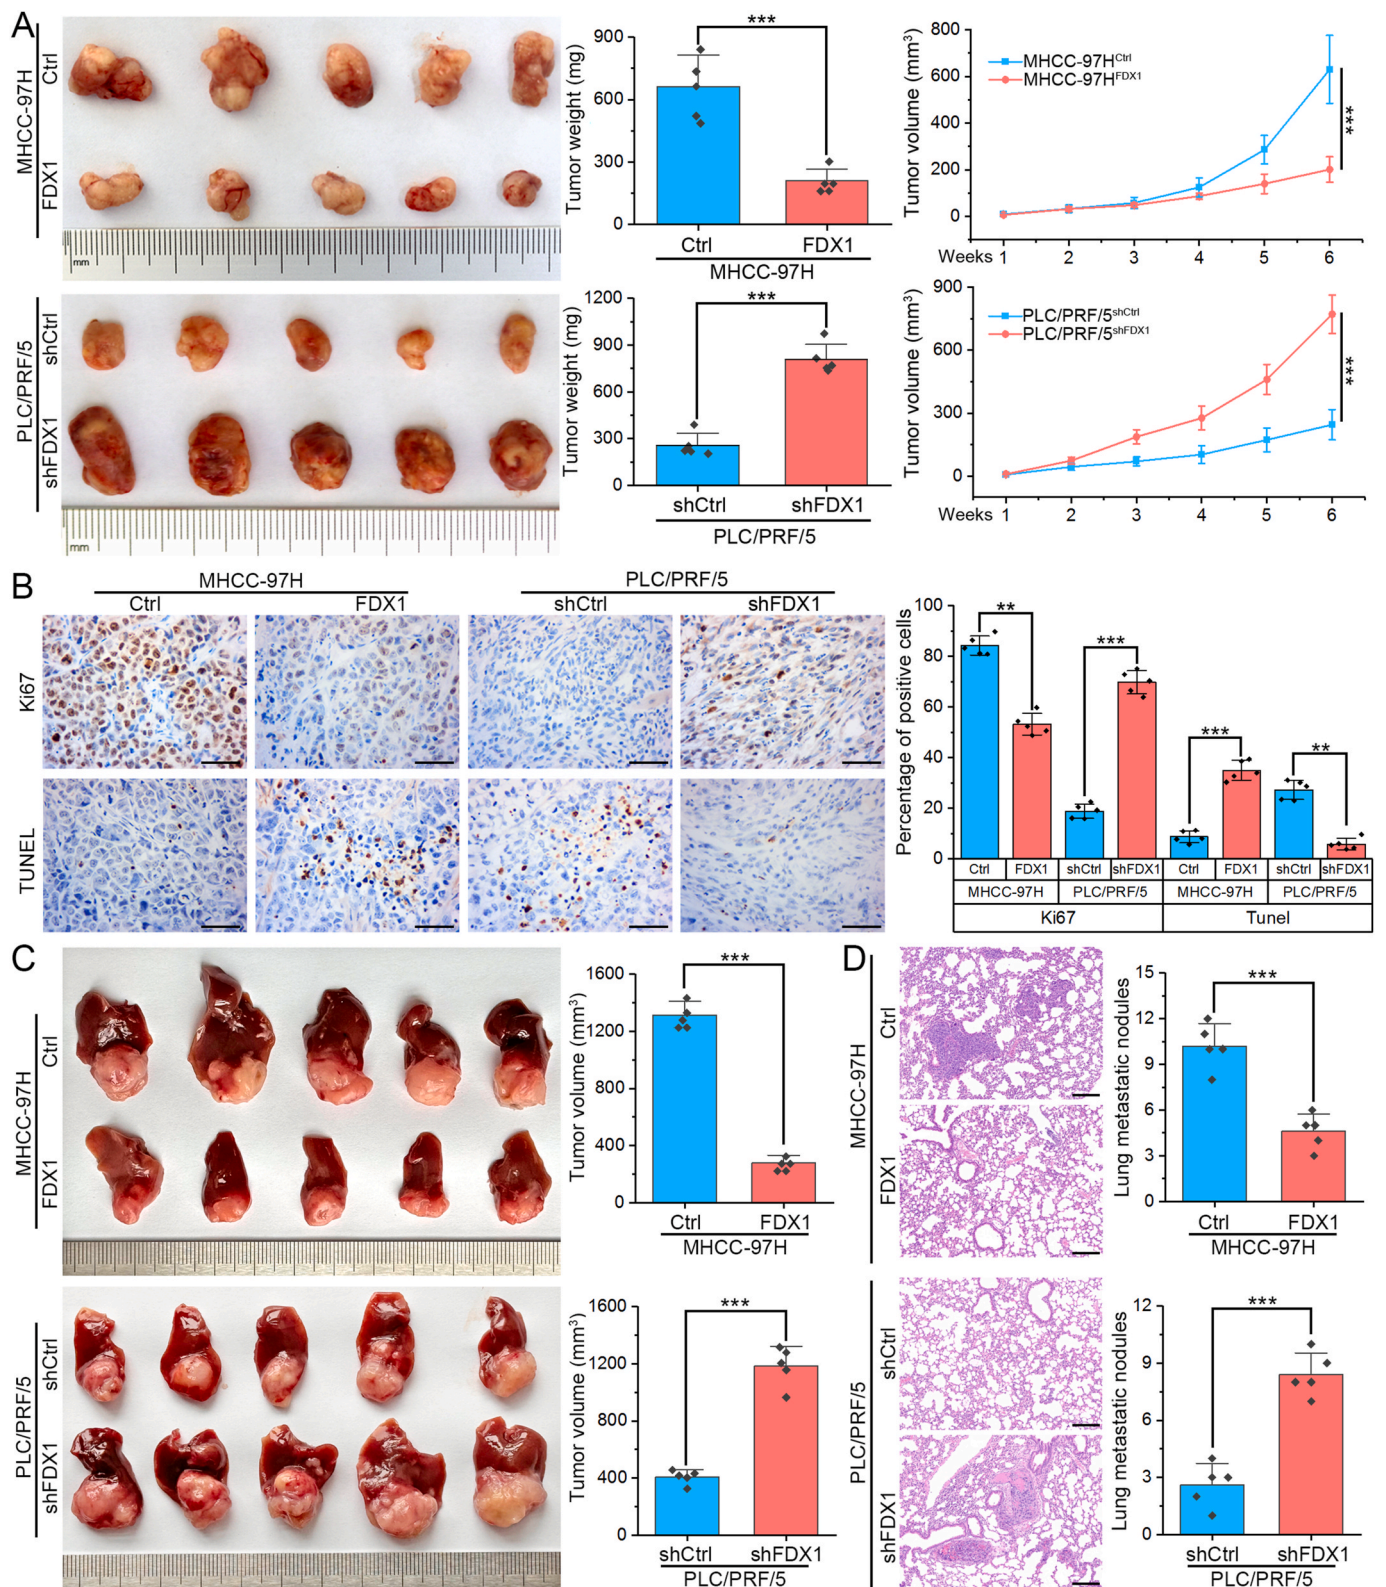 A
MHCC-97H
Ctrl
FDX1
mm
Tumor weight (mg)
900
600
300
0
***
Ctrl
FDX1
MHCC-97H
Tumor volume (mm³)
800
600
400
200
0
MHCC-97HCtrl
MHCC-97HFDX1
***
Weeks 1 2 3 4 5 6
PLC/PRF/5
shCtrl
shFDX1
mm
Tumor weight (mg)
1200
900
600
300
0
***
shCtrl
shFDX1
PLC/PRF/5
Tumor volume (mm³)
900
600
300
0
PLC/PRF/5shCtrl
PLC/PRF/5shFDX1
***
Weeks 1 2 3 4 5 6
B
MHCC-97H
PLC/PRF/5
Ctrl
FDX1
shCtrl
shFDX1
Ki67
TUNEL
Percentage of positive cells
100
80
60
40
20
0
**
***
***
**
Ctrl FDX1 shCtrl shFDX1 Ctrl FDX1 shCtrl shFDX1
MHCC-97H PLC/PRF/5 MHCC-97H PLC/PRF/5
Ki67 Tunel
C
MHCC-97H
Ctrl
FDX1
Tumor volume (mm³)
1600
1200
800
400
0
***
Ctrl
FDX1
MHCC-97H
PLC/PRF/5
shCtrl
shFDX1
Tumor volume (mm³)
1600
1200
800
400
0
***
shCtrl
shFDX1
PLC/PRF/5
D
MHCC-97H
Ctrl
FDX1
Lung metastatic nodules
15
12
9
6
3
0
***
Ctrl
FDX1
MHCC-97H
PLC/PRF/5
shCtrl
shFDX1
Lung metastatic nodules
12
9
6
3
0
***
shCtrl
shFDX1
PLC/PRF/5